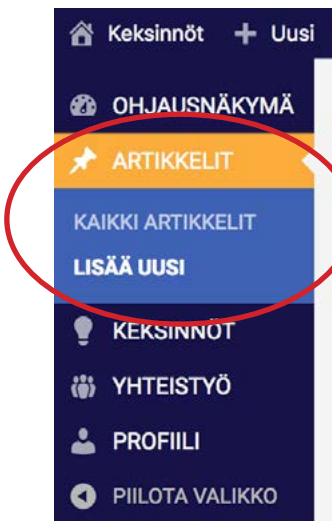 Keksinnöt + Uusi
OHJAUSNÄKYMÄ
ARTIKKELIT
KAIKKI ARTIKKELIT
LISÄÄ UUSI
KEKSINNÖT
YHTEISTYÖ
PROFIILI
PIILOTA VALIKKO